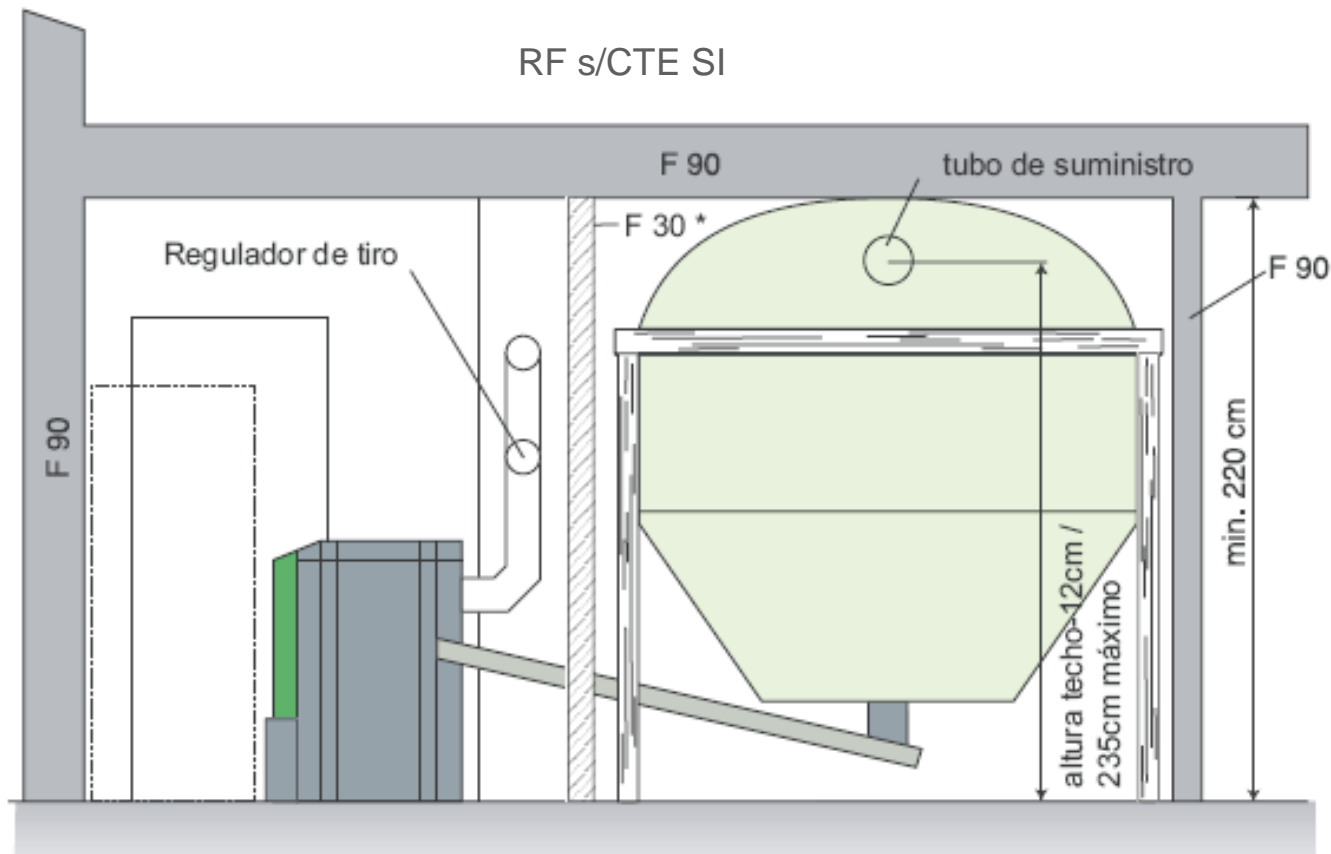 RF s/CTE SI
F 90
tubo de suministro
F 30 *
Regulador de tiro
F 90
F 90
min. 220 cm
altura techo-12cm /
235cm máximo